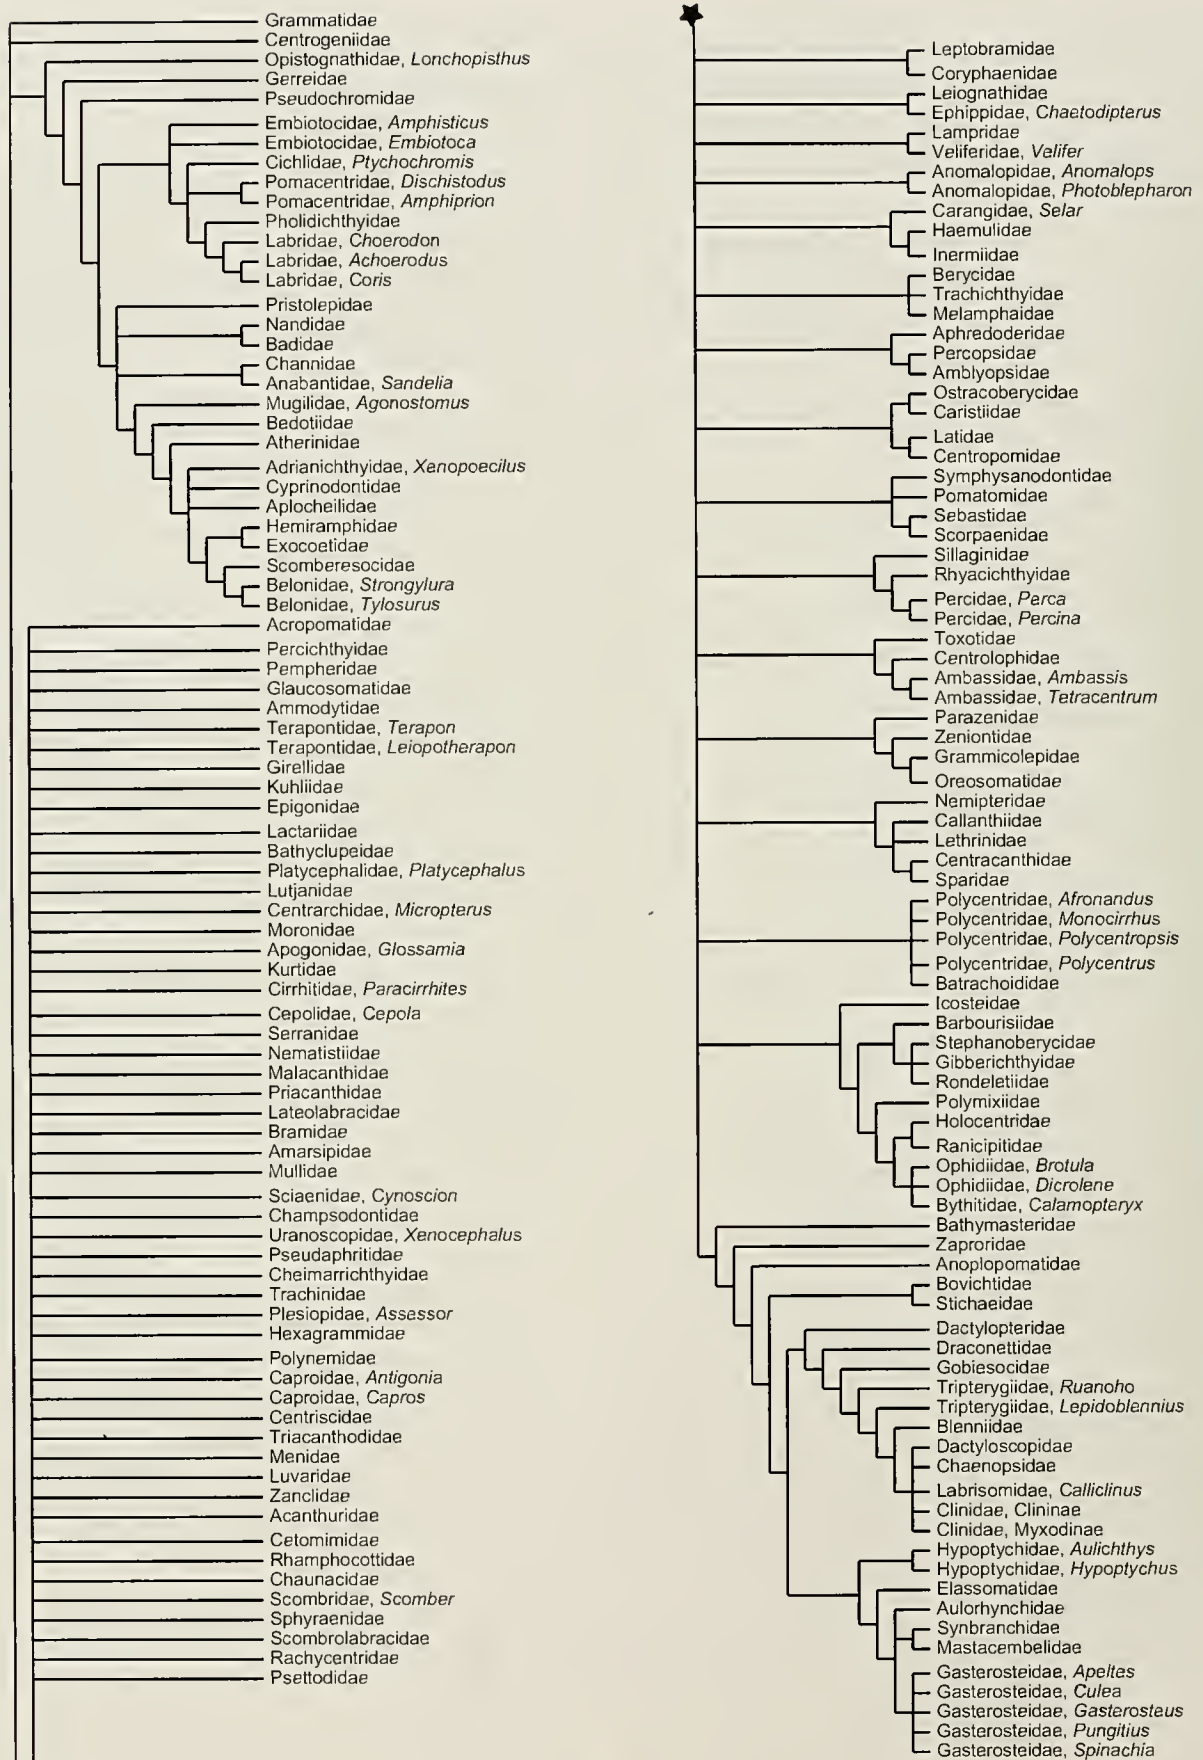 Grammatidae
Centrogeniidae
Opistognathidae, Lonchopisthus
Gerreidae
Pseudochromidae
Embiotocidae, Amphisticus
Embiotocidae, Embiotoca
Cichlidae, Ptychochromis
Pomacentridae, Dischistodus
Pomacentridae, Amphiprion
Pholidichthyidae
Labridae, Choerodon
Labridae, Achoerodus
Labridae, Coris
Pristolepidae
Nandidae
Badidae
Channidae
Anabantidae, Sandelia
Mugilidae, Agonostomus
Bedotiidae
Atherinidae
Adrianichthyidae, Xenopoecilus
Cyprinodontidae
Aplocheilidae
Hemiramphidae
Exocoetidae
Scomberesocidae
Belonidae, Strongylura
Belonidae, Tylosurus
Acropomatidae
Percichthyidae
Pempheridae
Glaucosomatidae
Ammodytidae
Terapontidae, Terapon
Terapontidae, Leiopotherapon
Girellidae
Kuhliidae
Epigonidae
Lactariidae
Bathyclupeidae
Platycephalidae, Platycephalus
Lutjanidae
Centrarchidae, Micropterus
Moronidae
Apogonidae, Glossamia
Kurtidae
Cirrhitidae, Paracirrhites
Cepolidae, Cepola
Serranidae
Nematistiidae
Malacanthidae
Priacanthidae
Lateolabracidae
Bramidae
Amarsipidae
Mullidae
Sciaenidae, Cynoscion
Champsodontidae
Uranoscopidae, Xenocephalus
Pseudaphritidae
Cheimarrichthyidae
Trachinidae
Plesiopidae, Assessor
Hexagrammidae
Polynemidae
Caproidae, Antigonia
Caproidae, Capros
Centriscidae
Triacanthodidae
Menidae
Luvaridae
Zanclidae
Acanthuridae
Cetomimidae
Rhamphocottidae
Chaunacidae
Scombridae, Scomber
Sphyraenidae
Scombrolabracidae
Rachycentridae
Psettodidae
Leptobramidae
Coryphaenidae
Leiognathidae
Ephippidae, Chaetodipterus
Lampridae
Veliferidae, Velifer
Anomalopidae, Anomalops
Anomalopidae, Photoblepharon
Carangidae, Selar
Haemulidae
Inermiidae
Berycidae
Trachichthyidae
Melamphaidae
Aphredoderidae
Percopsidae
Amblyopsidae
Ostracoberycidae
Caristiidae
Latidae
Centropomidae
Symphysanodontidae
Pomatomidae
Sebastidae
Scorpaenidae
Sillaginidae
Rhyacichthyidae
Percidae, Perca
Percidae, Percina
Toxotidae
Centrolophidae
Ambassidae, Ambassis
Ambassidae, Tetracentrum
Parazenidae
Zeniontidae
Grammicolepidae
Oreosomatidae
Nemipteridae
Callanthiidae
Lethrinidae
Centracanthidae
Sparidae
Polycentridae, Afronandus
Polycentridae, Monocirrhus
Polycentridae, Polycentropsis
Polycentridae, Polycentrus
Batrachoididae
Icosteidae
Barbourisiidae
Stephanoberycidae
Gibberichthyidae
Rondeletiidae
Polymixiidae
Holocentridae
Ranicipitidae
Ophidiidae, Brotula
Ophidiidae, Dicrolene
Bythitidae, Calamopteryx
Bathymasteridae
Zaproridae
Anoplopomatidae
Bovichtidae
Stichaeidae
Dactylopteridae
Draconettidae
Gobiesocidae
Tripterygiidae, Ruanoho
Tripterygiidae, Lepidoblennius
Blenniidae
Dactyloscopidae
Chaenopsidae
Labrisomidae, Calliclinus
Clinidae, Clininae
Clinidae, Myxodinae
Hypoptychidae, Aulichthys
Hypoptychidae, Hypoptychus
Elassomatidae
Aulorhynchidae
Synbranchidae
Mastacembelidae
Gasterosteidae, Apeltes
Gasterosteidae, Culea
Gasterosteidae, Gasterosteus
Gasterosteidae, Pungitius
Gasterosteidae, Spinachia